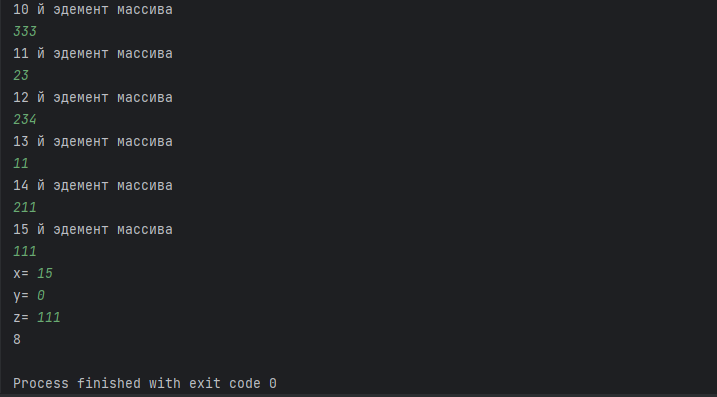 10 й эдемент массива
333
11 й эдемент массива
23
12 й эдемент массива
234
13 й эдемент массива
11
14 й эдемент массива
211
15 й эдемент массива
111
x= 15
y= 0
z= 111
8
Process finished with exit code 0